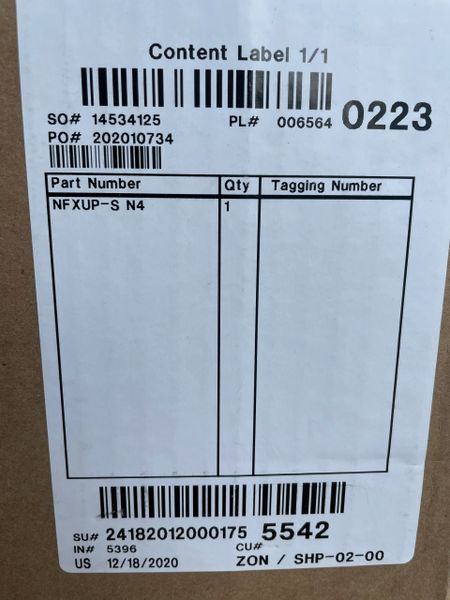 Content Label 1/1
SO# 14534125 PL# 006564 0223
PO# 202010734
Part Number Qty Tagging Number
NFXUP-S N4 1
SU# 24182012000175 5542
IN# 5396 CU#
US 12/18/2020 ZON / SHP-02-00